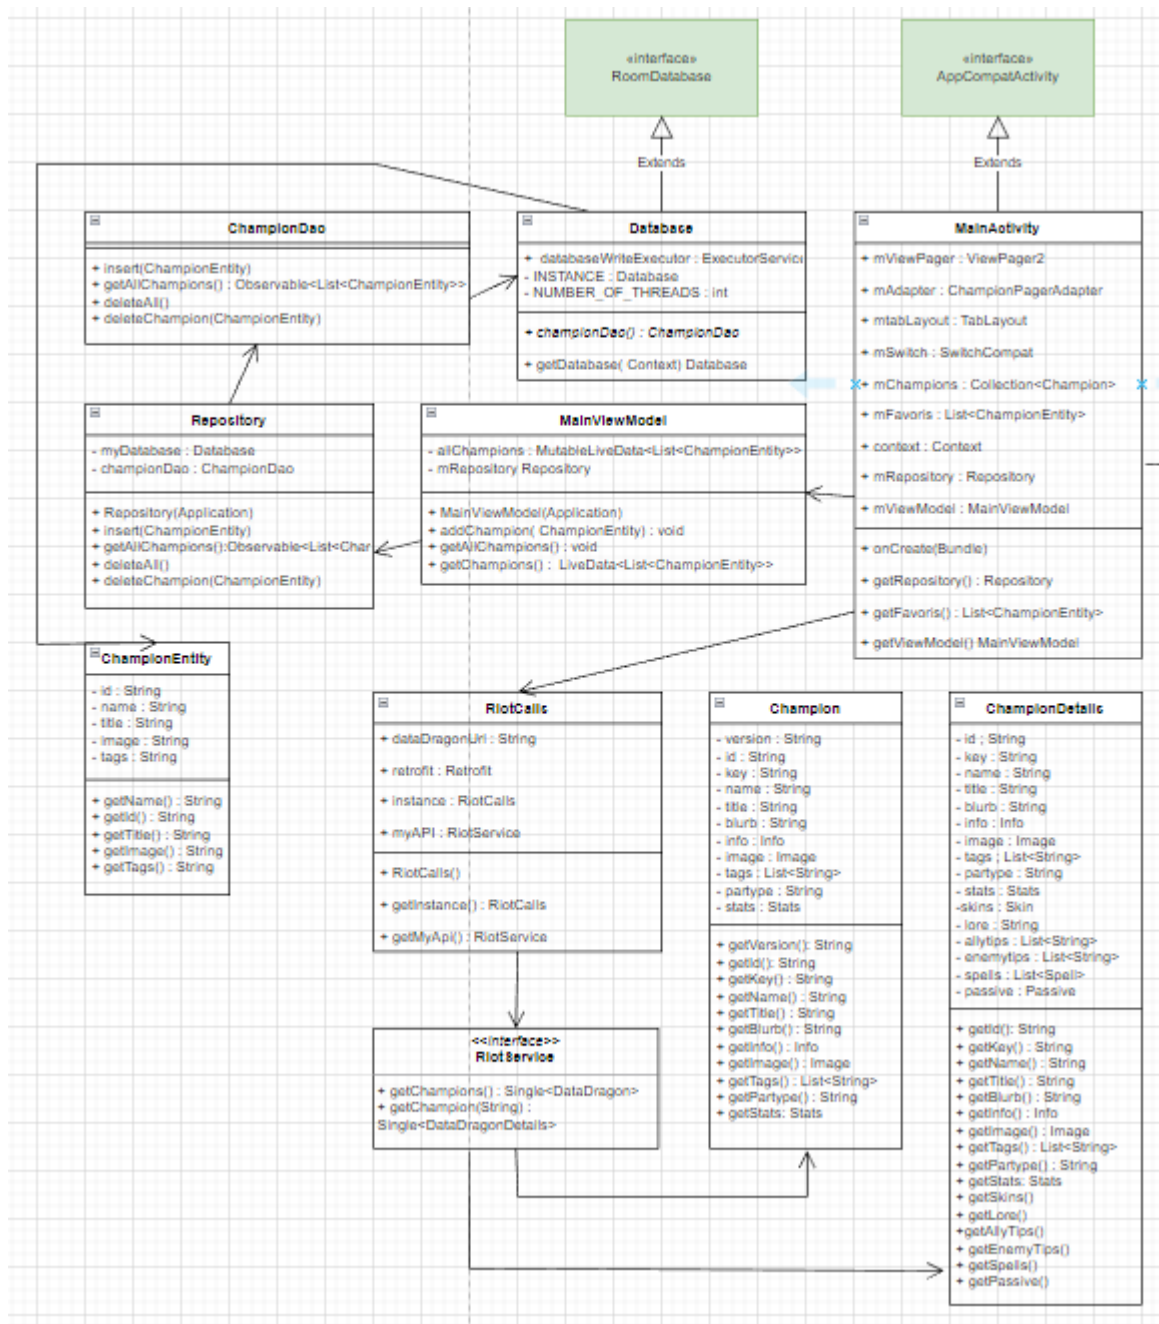 «interface»
RoomDatabase
«interface»
AppCompatActivity
Extends
Extends
ChampionDao
+ insert(ChampionEntity)
+ getAllChampions() : Observable<List<ChampionEntity>>
+ deleteAll()
+ deleteChampion(ChampionEntity)
Database
+ databaseWriteExecutor : ExecutorService
- INSTANCE : Database
- NUMBER_OF_THREADS : int
+ championDao() : ChampionDao
+ getDatabase( Context) Database
MainActivity
+ mViewPager : ViewPager2
+ mAdapter : ChampionPagerAdapter
+ mtabLayout : TabLayout
+ mSwitch : SwitchCompat
+ mChampions : Collection<Champion>
+ mFavoris : List<ChampionEntity>
+ context : Context
+ mRepository : Repository
+ mViewModel : MainViewModel
+ onCreate(Bundle)
+ getRepository() : Repository
+ getFavoris() : List<ChampionEntity>
+ getViewModel() MainViewModel
Repository
- myDatabase : Database
- championDao : ChampionDao
+ Repository(Application)
+ insert(ChampionEntity)
+ getAllChampions():Observable<List<Char
+ deleteAll()
+ deleteChampion(ChampionEntity)
MainViewModel
- allChampions : MutableLiveData<List<ChampionEntity>>
- mRepository Repository
+ MainViewModel(Application)
+ addChampion( ChampionEntity) : void
+ getAllChampions() : void
+ getChampions() : LiveData<List<ChampionEntity>>
ChampionEntity
- id : String
- name : String
- title : String
- image : String
- tags : String
+ getName() : String
+ getId() : String
+ getTitle() : String
+ getImage() : String
+ getTags() : String
RiotCalls
+ dataDragonUrl : String
+ retrofit : Retrofit
+ instance : RiotCalls
+ myAPI : RiotService
+ RiotCalls()
+ getInstance() : RiotCalls
+ getMyApi() : RiotService
<<interface>>
RiotService
+ getChampions() : Single<DataDragon>
+ getChampion(String) :
Single<DataDragonDetails>
Champion
- version : String
- id : String
- key : String
- name : String
- title : String
- blurb : String
- info : Info
- image : Image
- tags : List<String>
- partype : String
- stats : Stats
+ getVersion(): String
+ getId(): String
+ getKey() : String
+ getName() : String
+ getTitle() : String
+ getBlurb() : String
+ getInfo() : Info
+ getImage() : Image
+ getTags() : List<String>
+ getPartype() : String
+ getStats: Stats
ChampionDetails
- id ; String
- key : String
- name : String
- title : String
- blurb : String
- info : Info
- image : Image
- tags ; List<String>
- partype : String
- stats : Stats
-skins : Skin
- lore : String
- allytips : List<String>
- enemytips : List<String>
- spells : List<Spell>
- passive : Passive
+ getId(): String
+ getKey() : String
+ getName() : String
+ getTitle() : String
+ getBlurb() : String
+ getInfo() : Info
+ getImage() : Image
+ getTags() : List<String>
+ getPartype() : String
+ getStats: Stats
+ getSkins()
+ getLore()
+getAllyTips()
+ getEnemyTips()
+ getSpells()
+ getPassive()